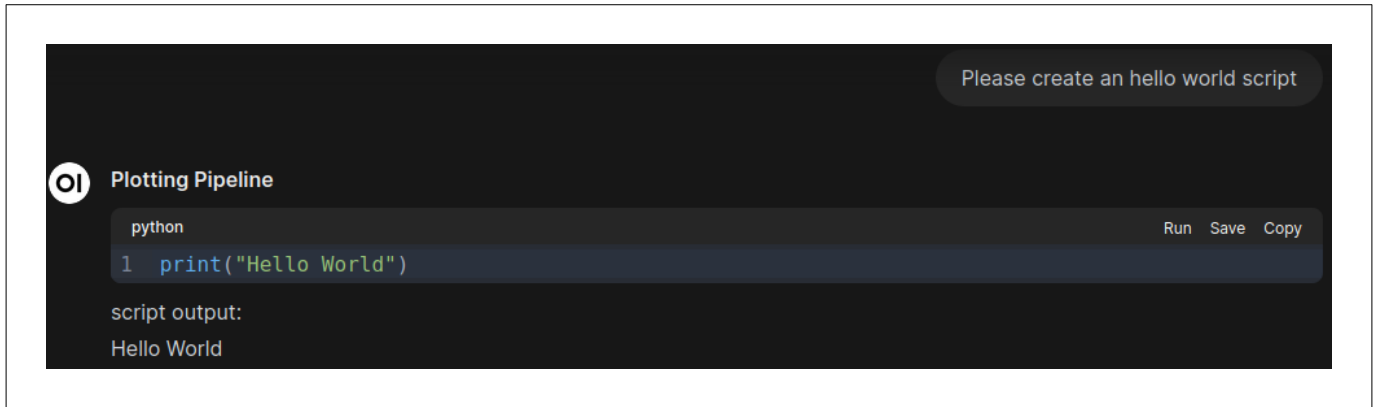 Please create an hello world script
OI
Plotting Pipeline
python Run Save Copy
1 print("Hello World")
script output:
Hello World